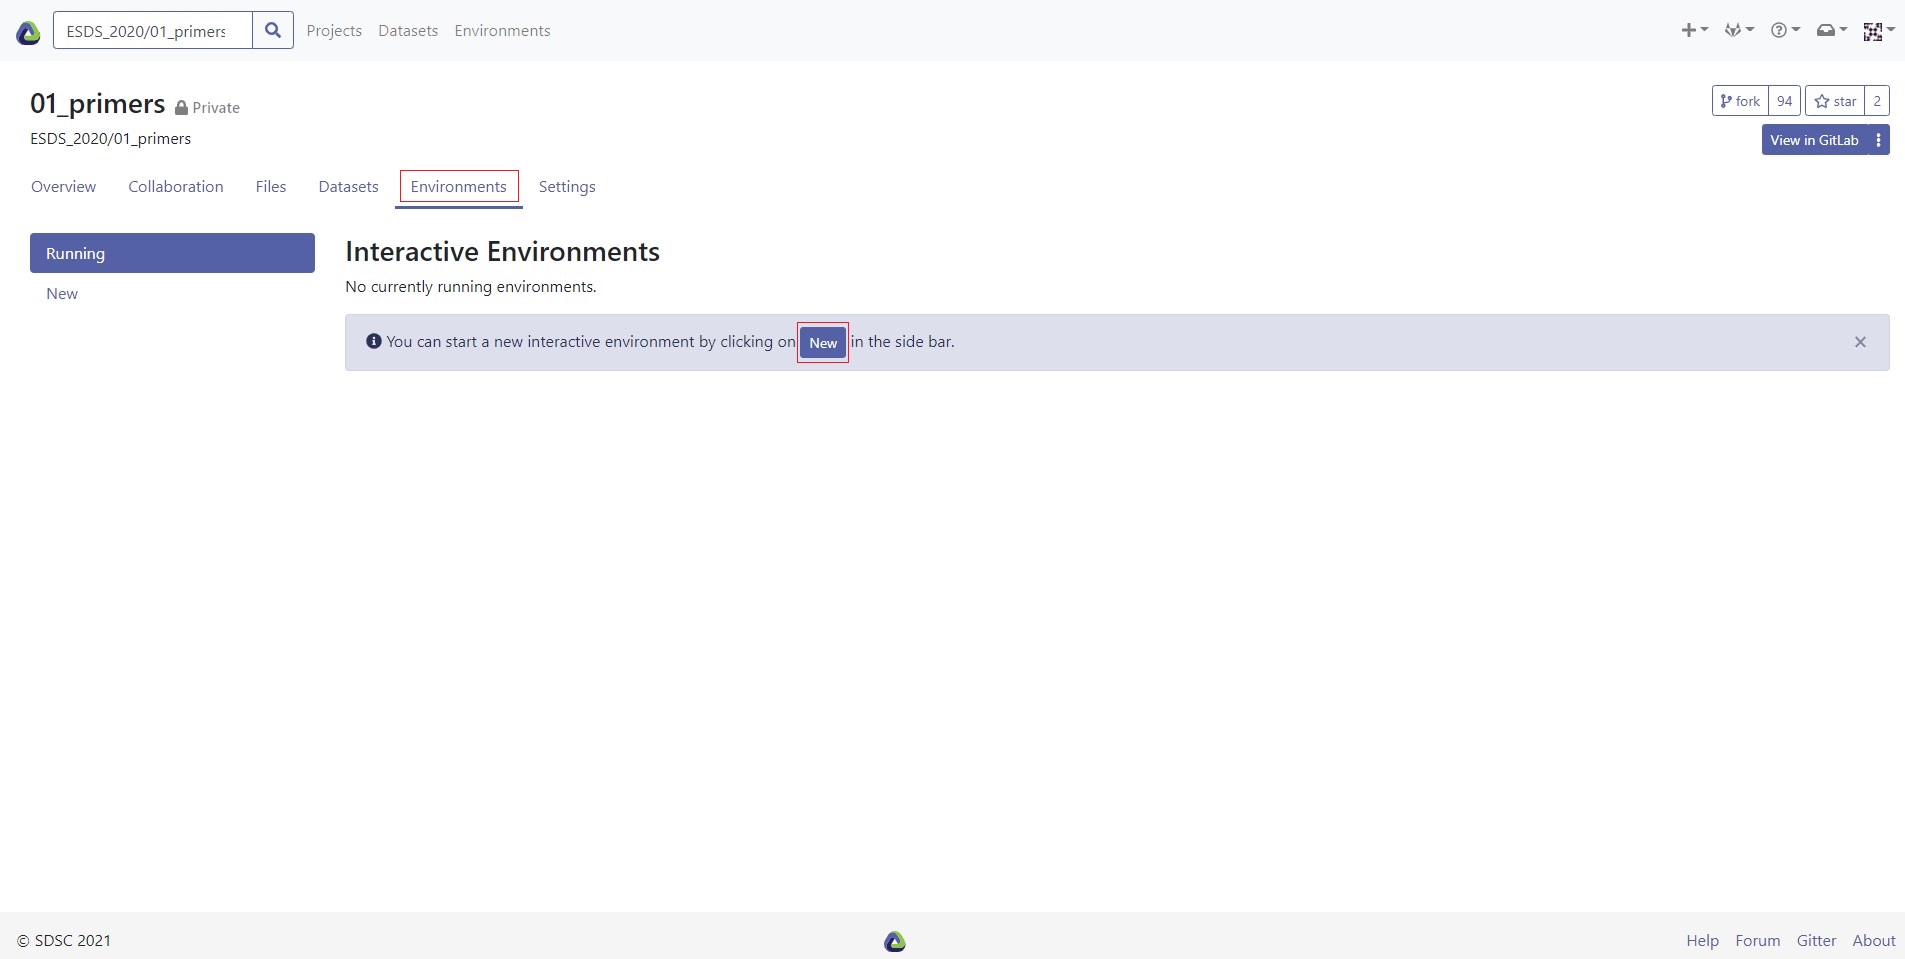 ESDS_2020/01_primers
Projects Datasets Environments
01_primers Private
fork 94 star 2
ESDS_2020/01_primers
View in GitLab
Overview Collaboration Files Datasets Environments Settings
Running
New
Interactive Environments
No currently running environments.
You can start a new interactive environment by clicking on New in the side bar.
© SDSC 2021
Help Forum Gitter About